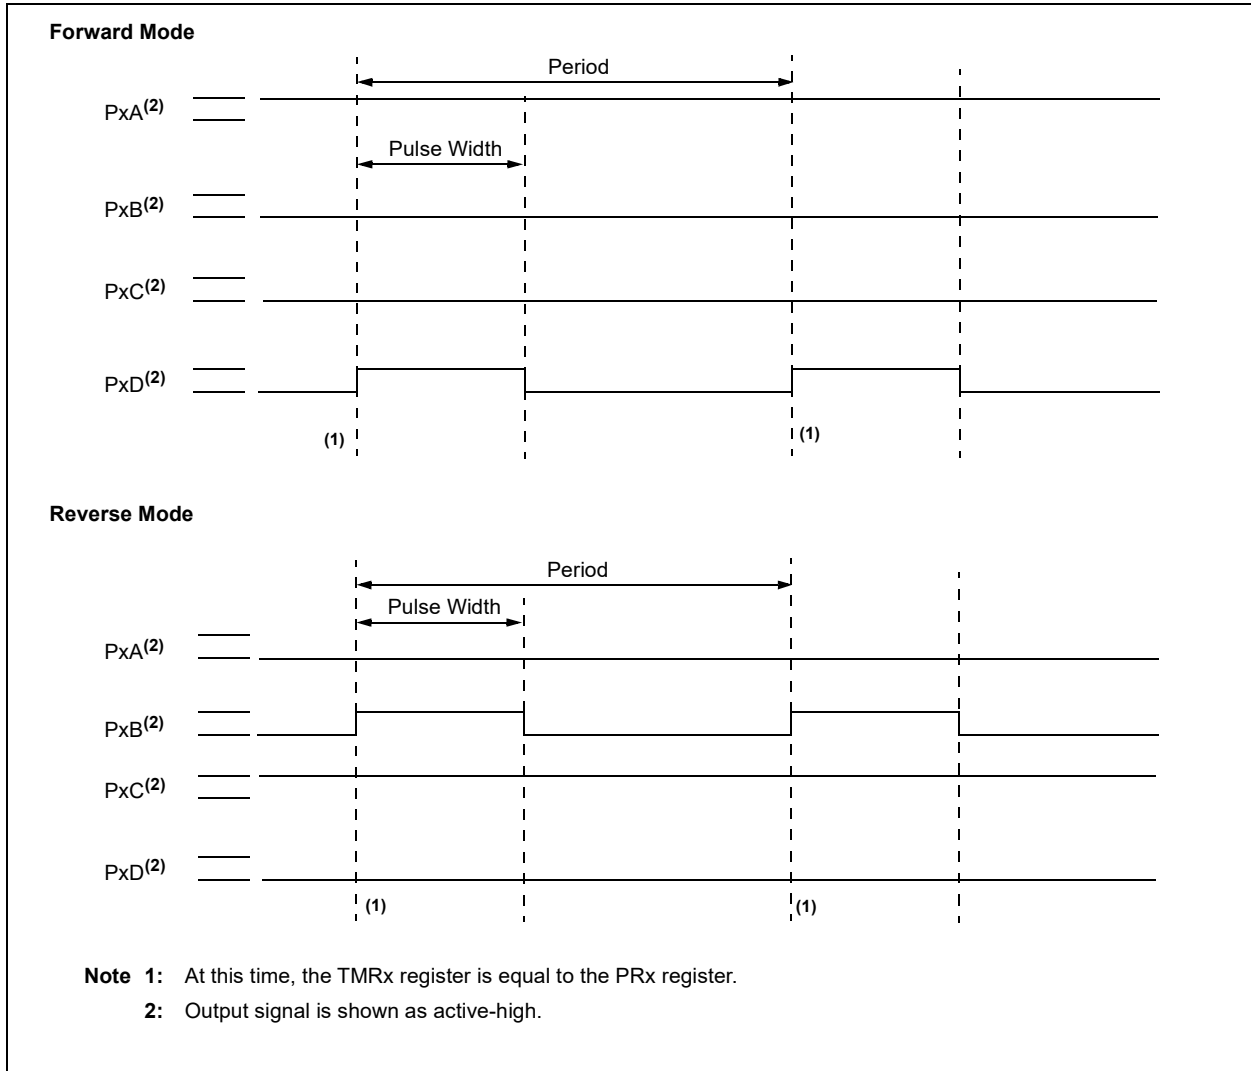 Forward Mode
Period
PxA(2)
Pulse Width
PxB(2)
PxC(2)
PxD(2)
(1)
(1)
Reverse Mode
Period
Pulse Width
PxA(2)
PxB(2)
PxC(2)
PxD(2)
(1)
(1)
Note 1: At this time, the TMRx register is equal to the PRx register.
2: Output signal is shown as active-high.